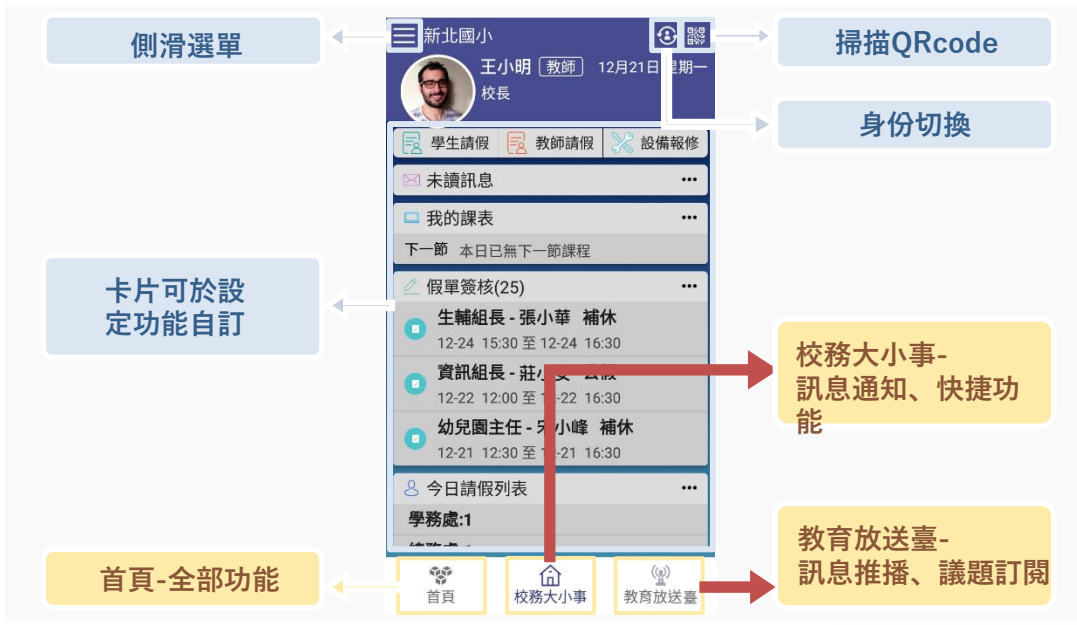 側滑選單
新北國小
掃描QRcode
王小明 教師 12月21日 星期一
校長
身份切換
學生請假
教師請假
設備報修
未讀訊息
我的課表
下一節 本日已無下一節課程
卡片可於設
定功能自訂
假單簽核(25)
生輔組長 - 張小華 補休
12-24 15:30 至 12-24 16:30
資訊組長 - 莊小
12-22 12:00 至 -22 16:30
幼兒園主任 - 小峰 補休
12-21 12:30 至 -21 16:30
校務大小事-
訊息通知、快捷功
能
今日請假列表
學務處:1
教育放送臺-
訊息推播、議題訂閱
首頁-全部功能
首頁
校務大小事
教育放送臺